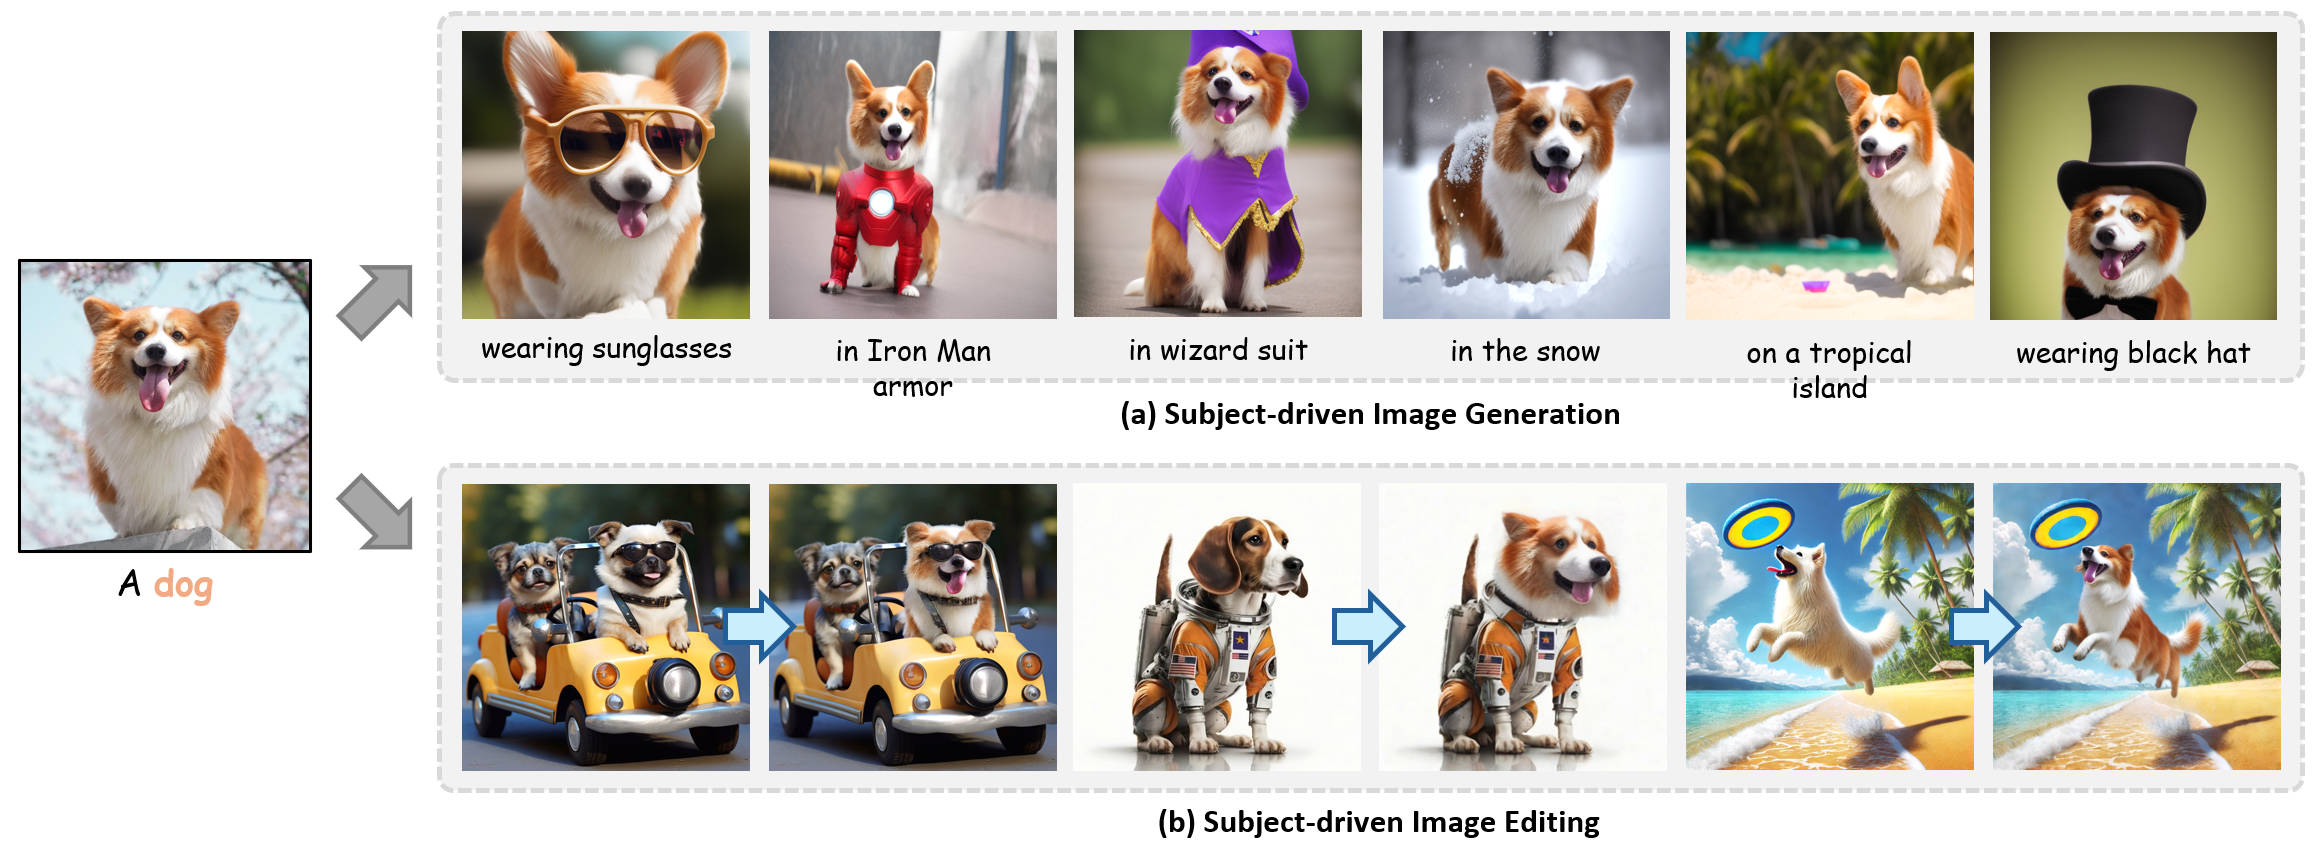 A dog
wearing sunglasses
in Iron Man
armor
in wizard suit
in the snow
on a tropical
island
wearing black hat
(a) Subject-driven Image Generation
(b) Subject-driven Image Editing